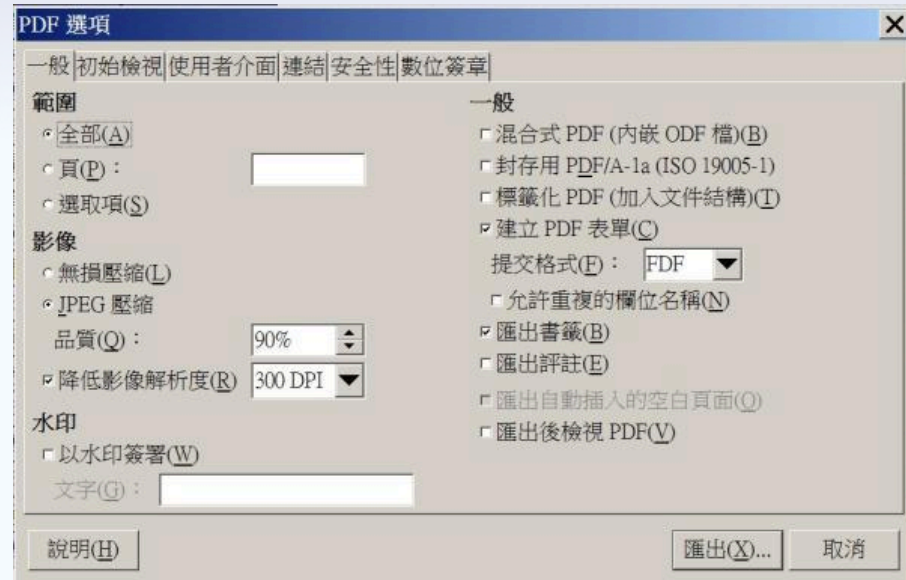 PDF 選項
一般 初始檢視 使用者介面 連結 安全性 數位簽章
範圍
全部(A)
頁(P)：
選取項(S)
影像
無損壓縮(L)
JPEG 壓縮
品質(Q)：
90%
降低影像解析度(R)
300 DPI
水印
以水印簽署(W)
文字(G)：
一般
混合式 PDF (內嵌 ODF 檔)(B)
封存用 PDF/A-1a (ISO 19005-1)
標籤化 PDF (加入文件結構)(T)
建立 PDF 表單(C)
提交格式(F)：
FDF
允許重複的欄位名稱(N)
匯出書籤(B)
匯出評註(E)
匯出自動插入的空白頁面(O)
匯出後檢視 PDF(V)
說明(H)
匯出(X)...
取消